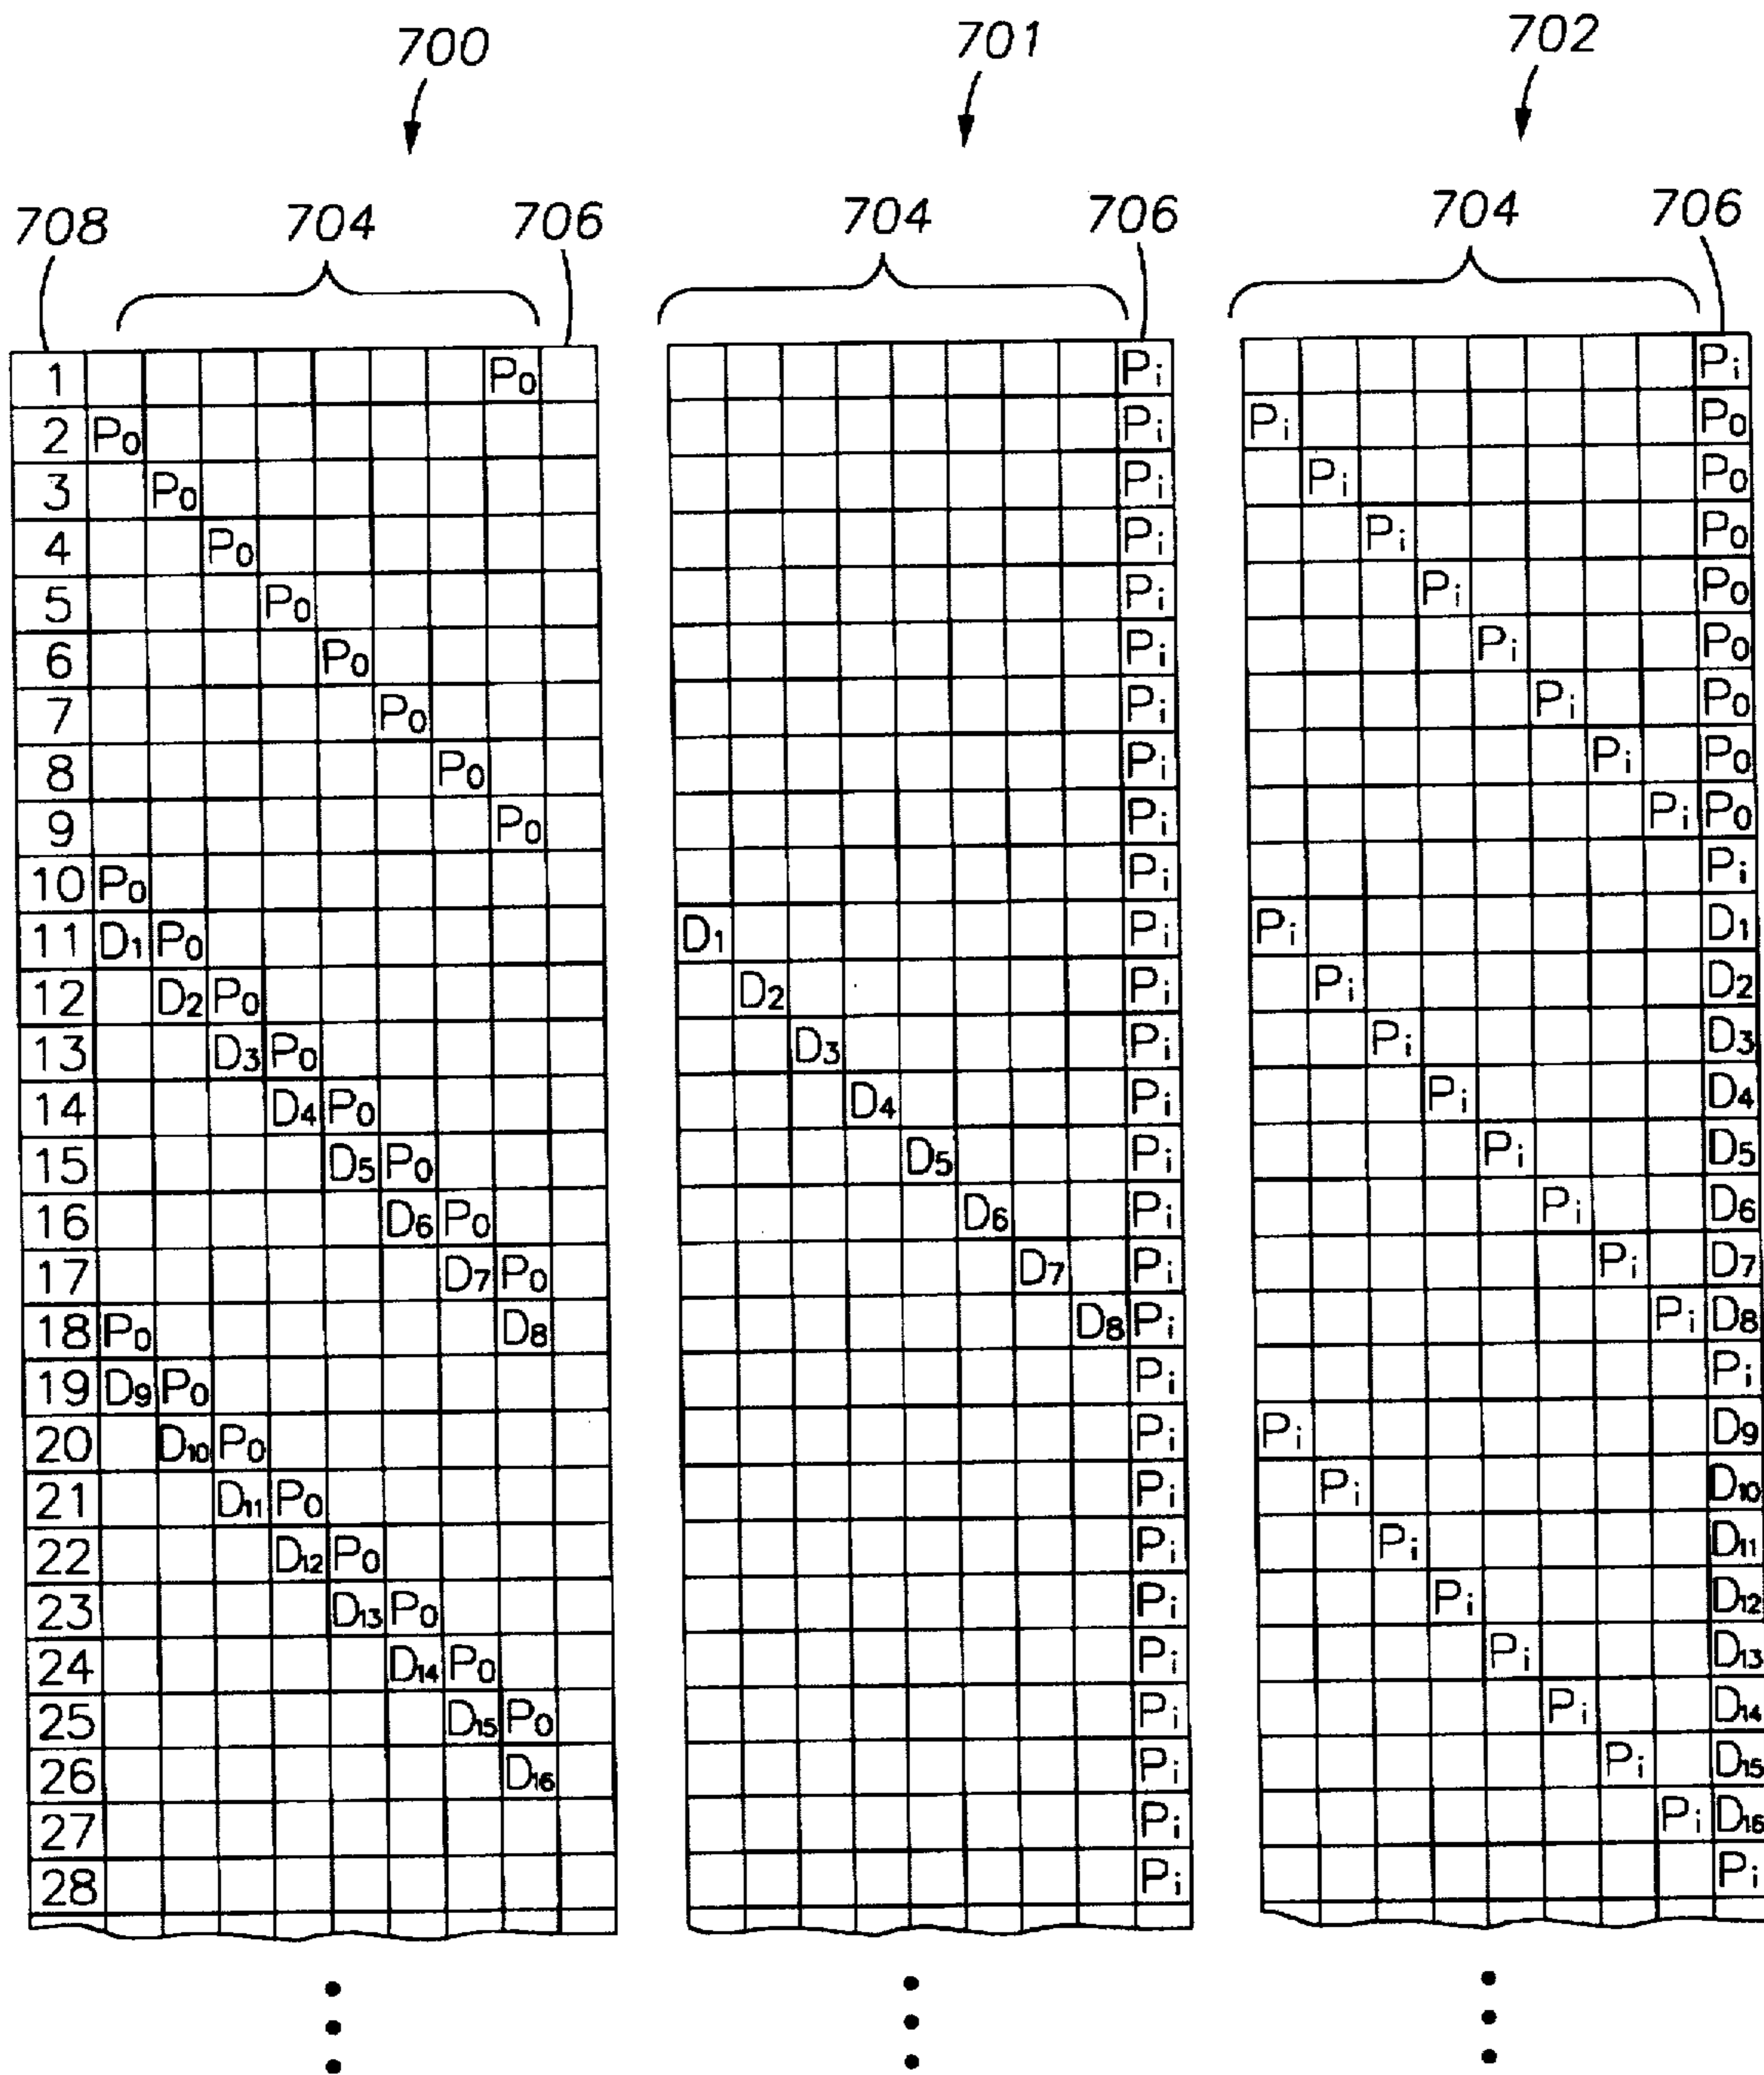 700 701 702
708 704 706 704 706 704 706
1 P0 Pi Pi
2 P0 Pi Pi P0
3 P0 Pi Pi P0
4 P0 Pi Pi P0
5 P0 Pi Pi P0
6 P0 Pi Pi P0
7 P0 Pi Pi P0
8 P0 Pi Pi P0
9 P0 Pi Pi P0
10 P0 Pi Pi
11 D1 P0 D1 Pi Pi D1
12 D2 P0 D2 Pi Pi D2
13 D3 P0 D3 Pi Pi D3
14 D4 P0 D4 Pi Pi D4
15 D5 P0 D5 Pi Pi D5
16 D6 P0 D6 Pi Pi D6
17 D7 P0 D7 Pi Pi D7
18 P0 D8 D8 Pi Pi D8
19 D9 P0 Pi Pi
20 D10 P0 Pi Pi D9
21 D11 P0 Pi Pi D10
22 D12 P0 Pi Pi D11
23 D13 P0 Pi Pi D12
24 D14 P0 Pi Pi D13
25 D15 P0 Pi Pi D14
26 D16 Pi Pi D15
27 Pi Pi D16
28 Pi Pi